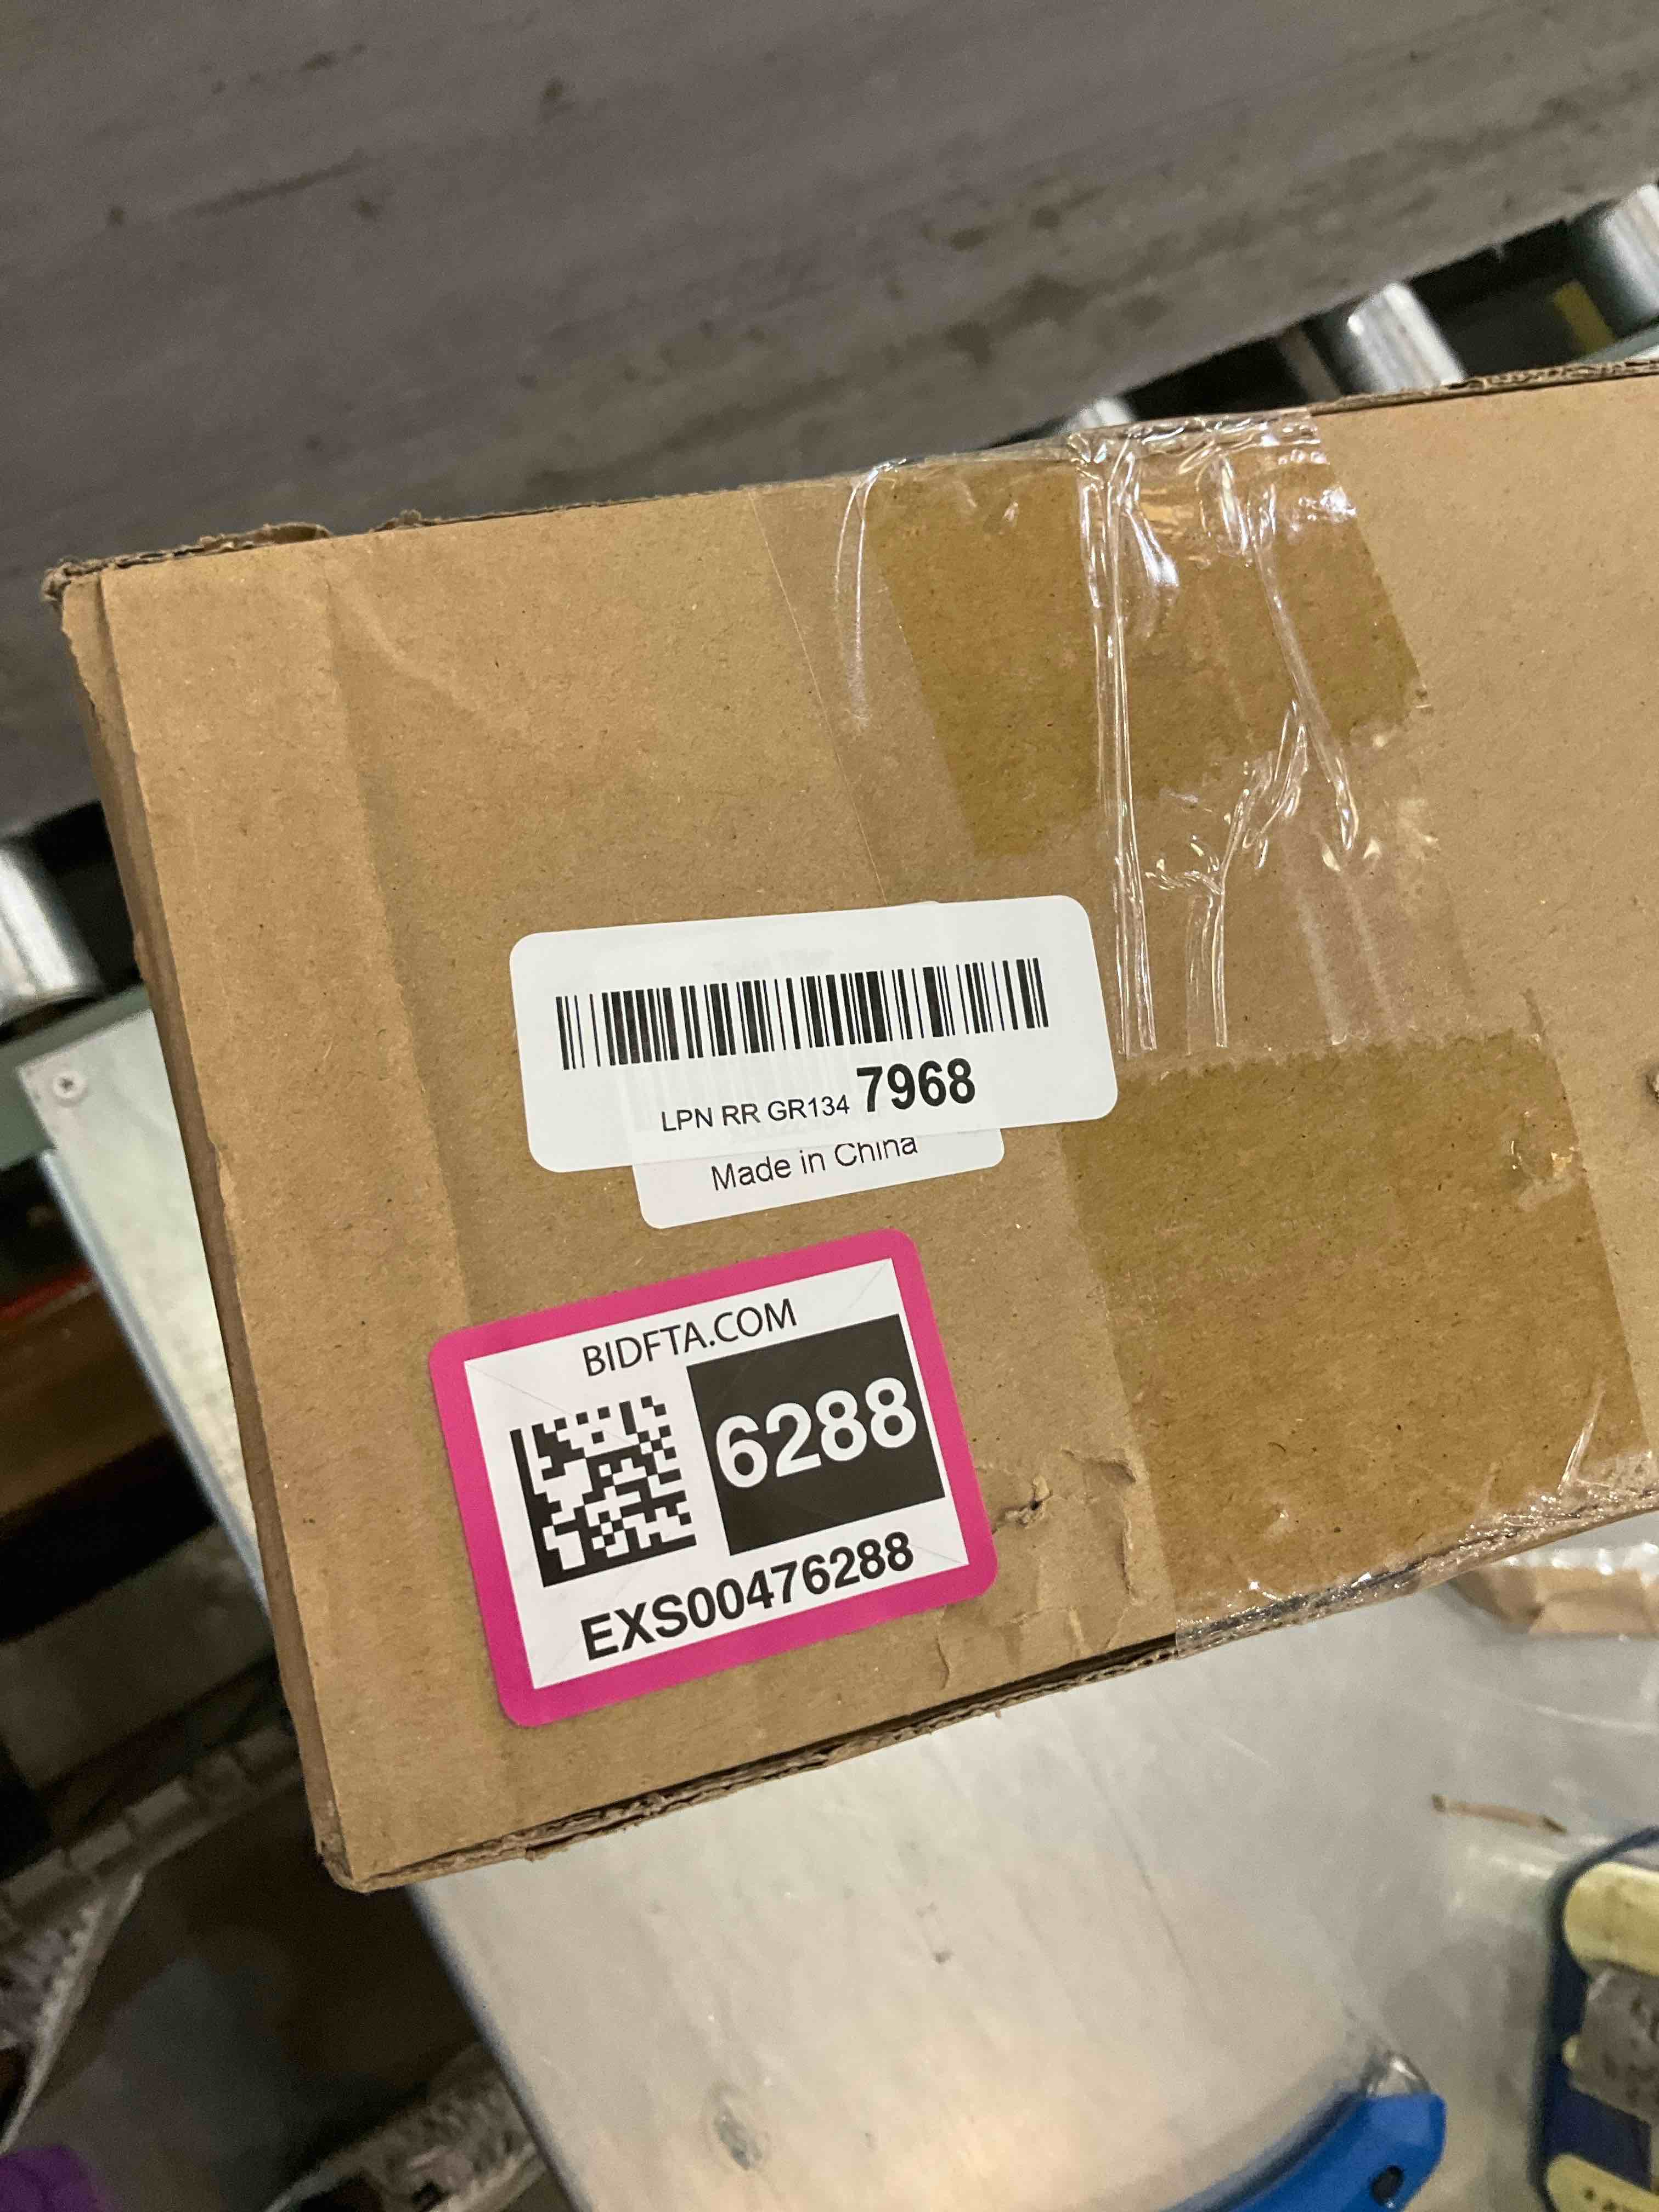 LPN RR GR134 7968
Made in China
BIDFTA.COM
6288
EXS00476288